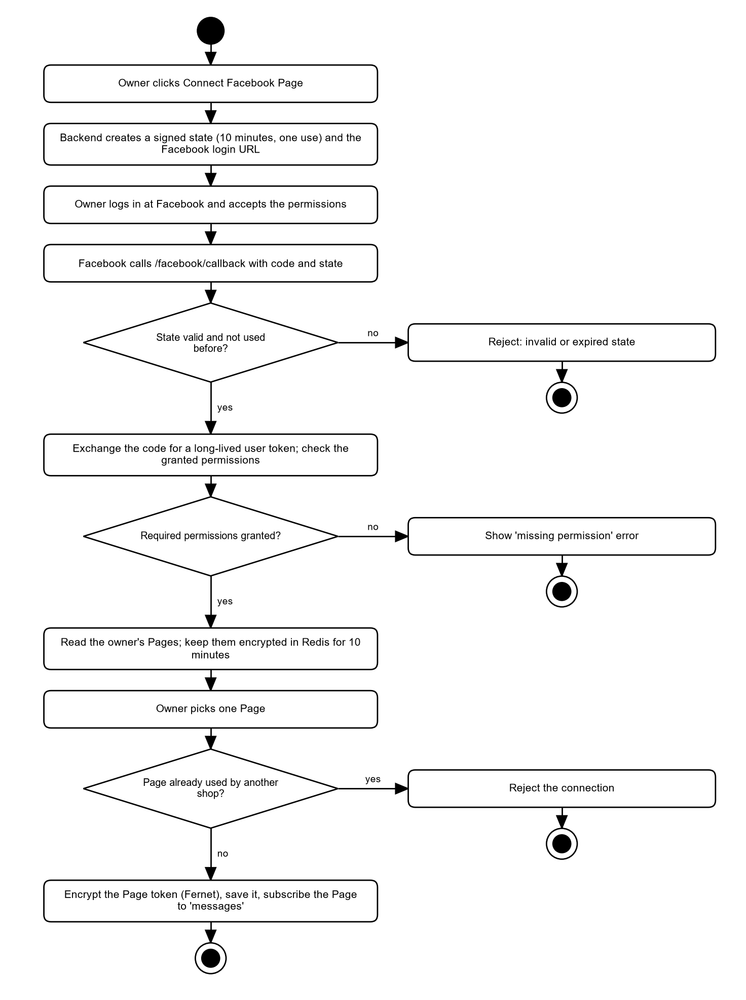 Owner clicks Connect Facebook Page
Backend creates a signed state (10 minutes, one use) and the
Facebook login URL
Owner logs in at Facebook and accepts the permissions
Facebook calls /facebook/callback with code and state
State valid and not used
before?
no
Reject: invalid or expired state
yes
Exchange the code for a long-lived user token; check the
granted permissions
Required permissions granted?
no
Show 'missing permission' error
yes
Read the owner's Pages; keep them encrypted in Redis for 10
minutes
Owner picks one Page
Page already used by another
shop?
yes
Reject the connection
no
Encrypt the Page token (Fernet), save it, subscribe the Page
to 'messages'